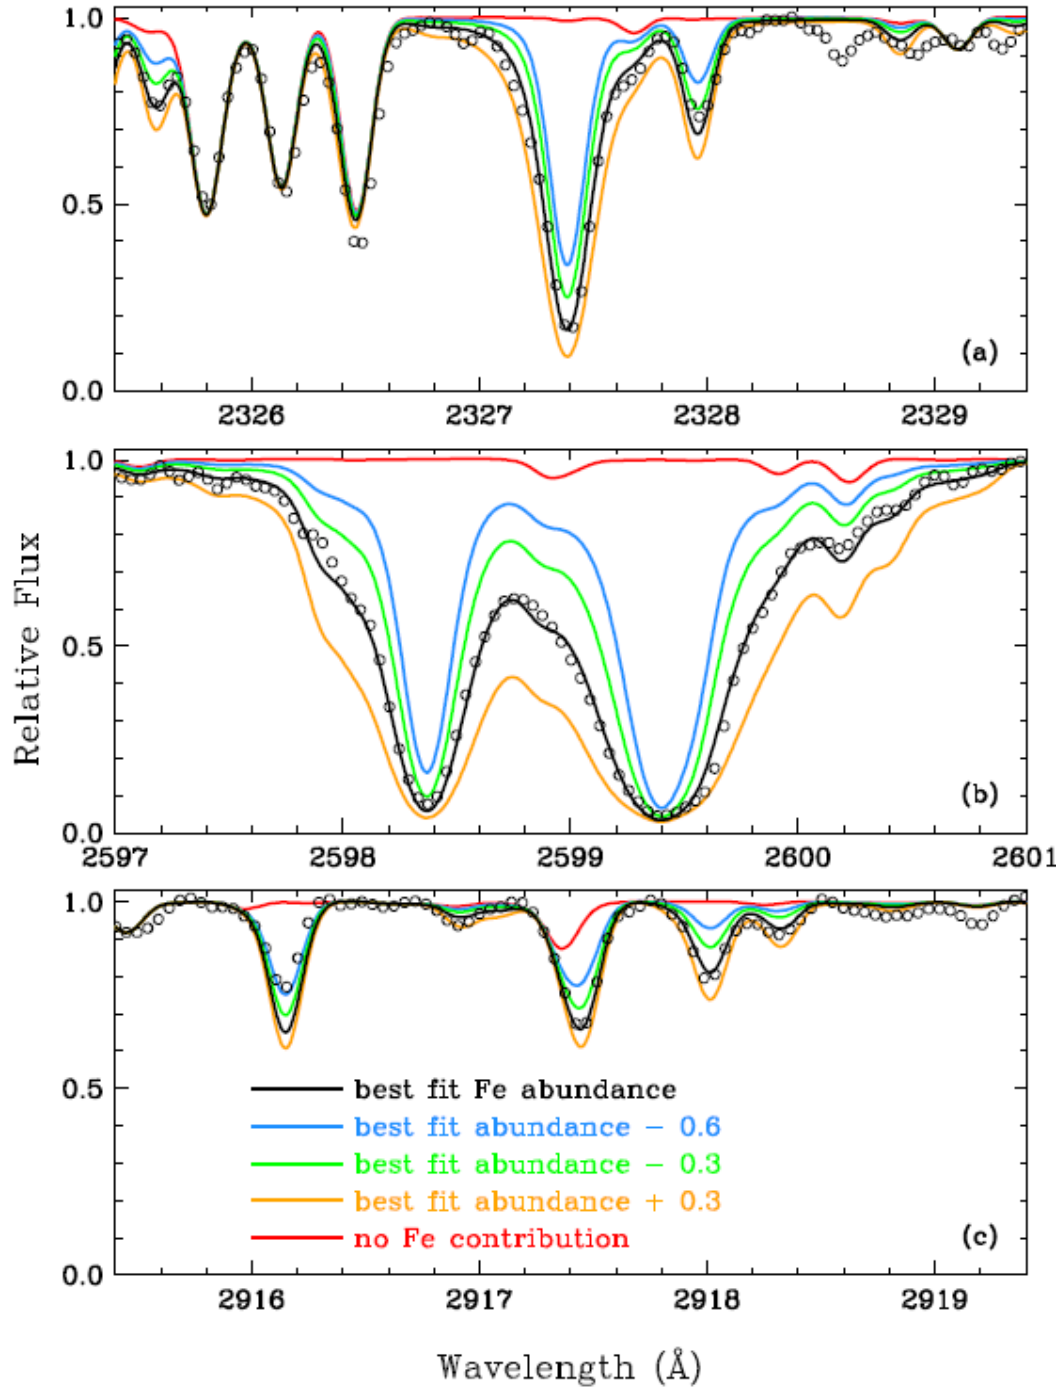 1.0
0.5
0.0
(a)
2326 2327 2328 2329
1.0
0.5
0.0
(b)
2597 2598 2599 2600 2601
Relative Flux
1.0
0.5
0.0
best fit Fe abundance
best fit abundance − 0.6
best fit abundance − 0.3
best fit abundance + 0.3
no Fe contribution
(c)
2916 2917 2918 2919
Wavelength (Å)